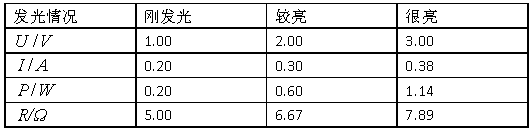 发光情况 刚发光 较亮 很亮
U/V 1.00 2.00 3.00
I/A 0.20 0.30 0.38
P/W 0.20 0.60 1.14
R/Ω 5.00 6.67 7.89